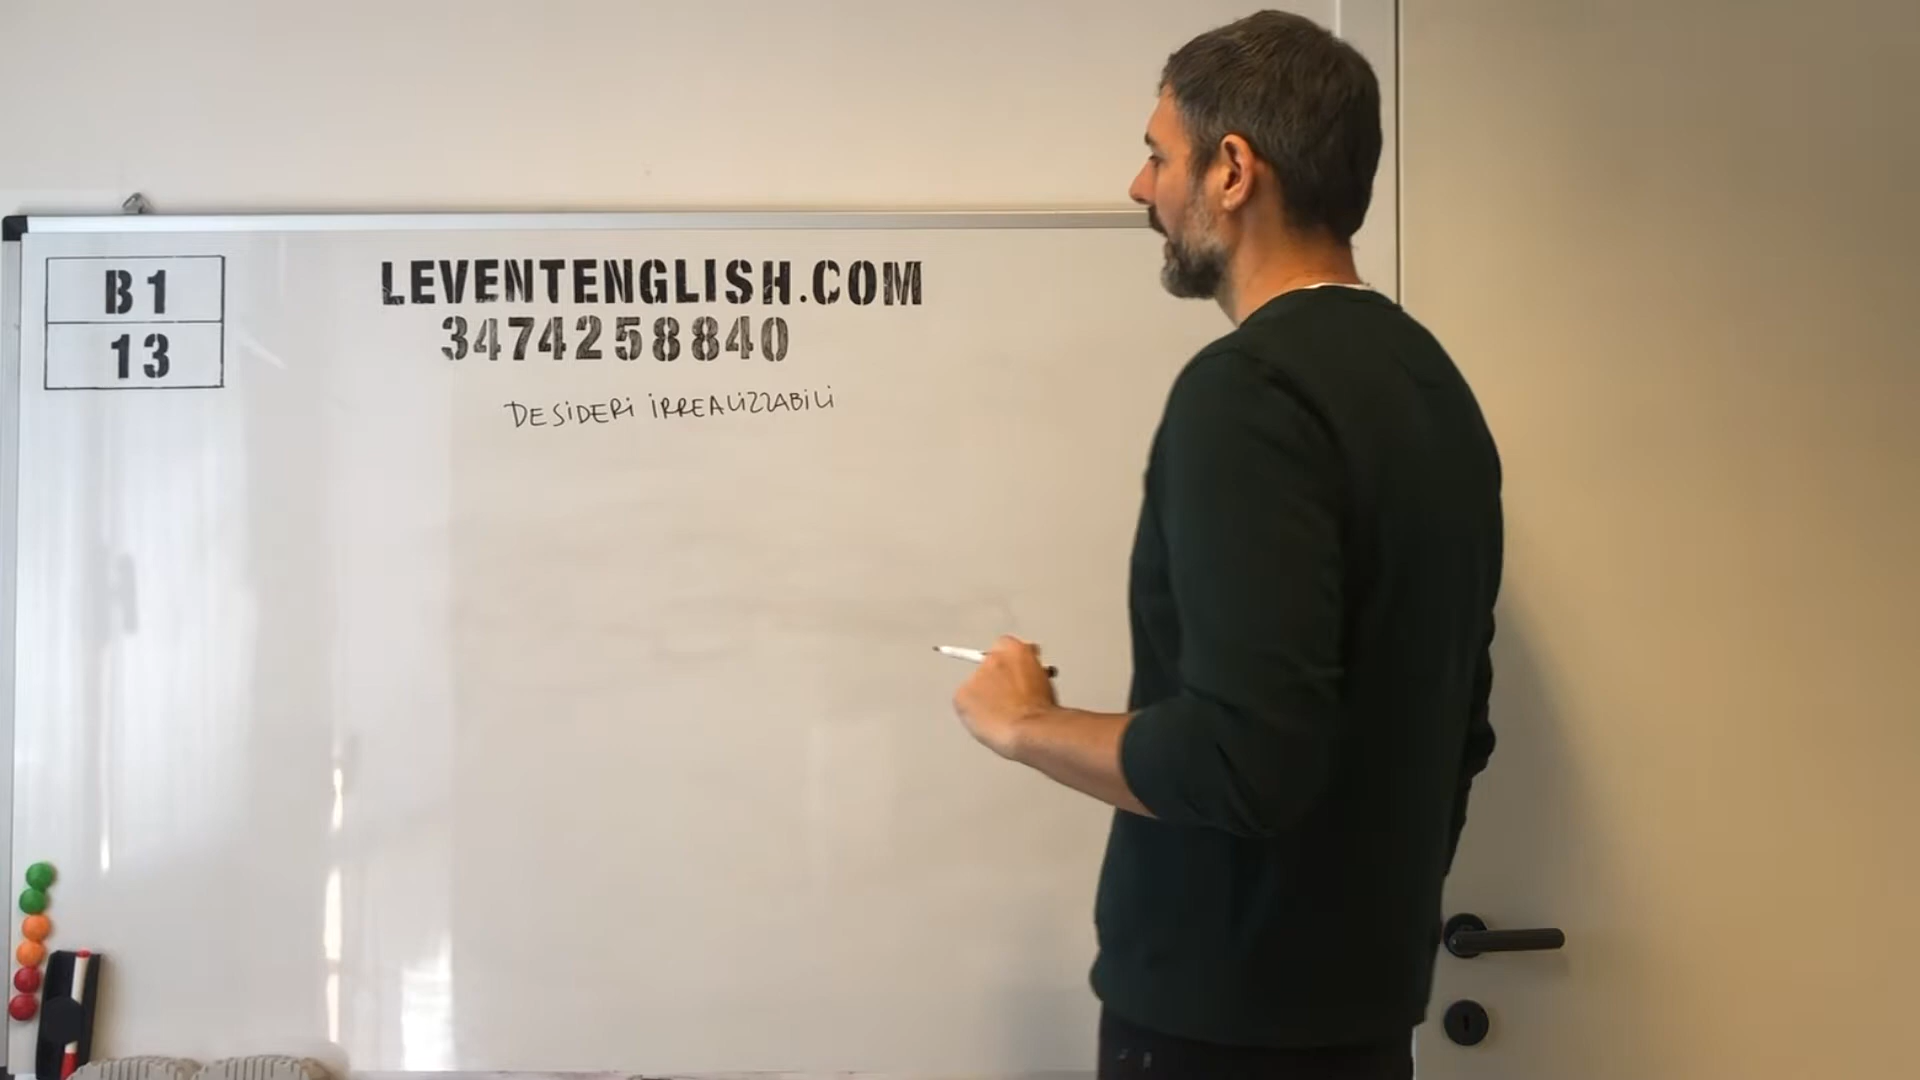 B1
13
LEVENTENGLISH.COM
3474258840
DESIDERI IRREALIZZABILI